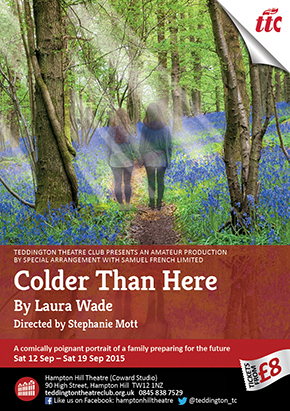 ttc
TEDDINGTON THEATRE CLUB PRESENTS AN AMATEUR PRODUCTION
BY SPECIAL ARRANGEMENT WITH SAMUEL FRENCH LIMITED
Colder Than Here
By Laura Wade
Directed by Stephanie Mott
A comically poignant portrait of a family preparing for the future
Sat 12 Sep – Sat 19 Sep 2015
TICKETS
FROM
£8
Hampton Hill Theatre (Coward Studio)
90 High Street, Hampton Hill TW12 1NZ
teddingtontheatreclub.org.uk 0845 838 7529
Like us on Facebook: hamptonhilltheatre @teddington_tc